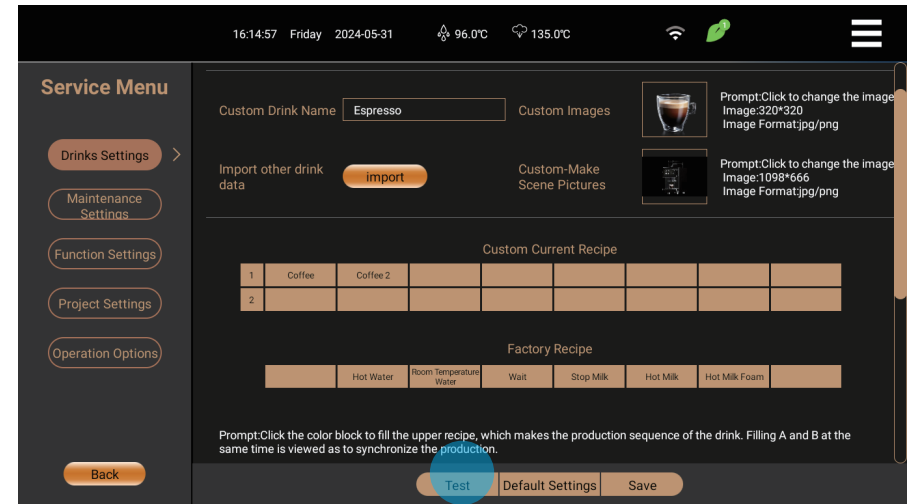 16:14:57 Friday 2024-05-31 96.0℃ 135.0℃ 1
Service Menu
Drinks Settings
Maintenance
Settings
Function Settings
Project Settings
Operation Options
Back
Custom Drink Name Espresso Custom Images
Prompt:Click to change the image
Image:320*320
Image Format:jpg/png
Import other drink
data
import
Custom-Make
Scene Pictures
Prompt:Click to change the image
Image:1098*666
Image Format:jpg/png
Custom Current Recipe
1 Coffee Coffee 2
2
Factory Recipe
Hot Water Room Temperature Water Wait Stop Milk Hot Milk Hot Milk Foam
Prompt:Click the color block to fill the upper recipe, which makes the production sequence of the drink. Filling A and B at the
same time is viewed as to synchronize the production.
Test Default Settings Save